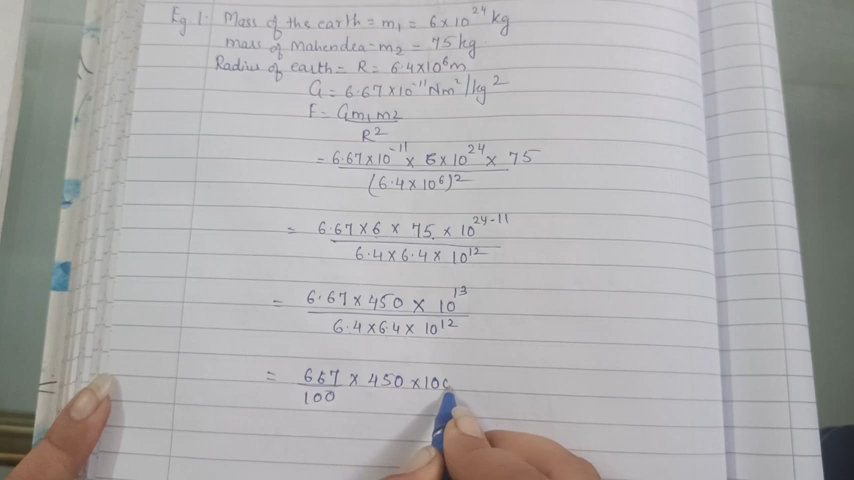 Eg 1. Mass of the earth = m₁ = 6 x 10²⁴ kg
mass of Mahendra = m₂ = 75 kg.
Radius of earth = R = 6.4 x 10⁶ m
G = 6.67 x 10⁻¹¹ Nm²/kg²
F = Gm₁m₂
R²
= 6.67 x 10⁻¹¹ x 6 x 10²⁴ x 75
(6.4 x 10⁶)²
= 6.67 x 6 x 75 x 10²⁴⁻¹¹
6.4 x 6.4 x 10¹²
= 6.67 x 450 x 10¹³
6.4 x 6.4 x 10¹²
= 667 x 450 x 10
100